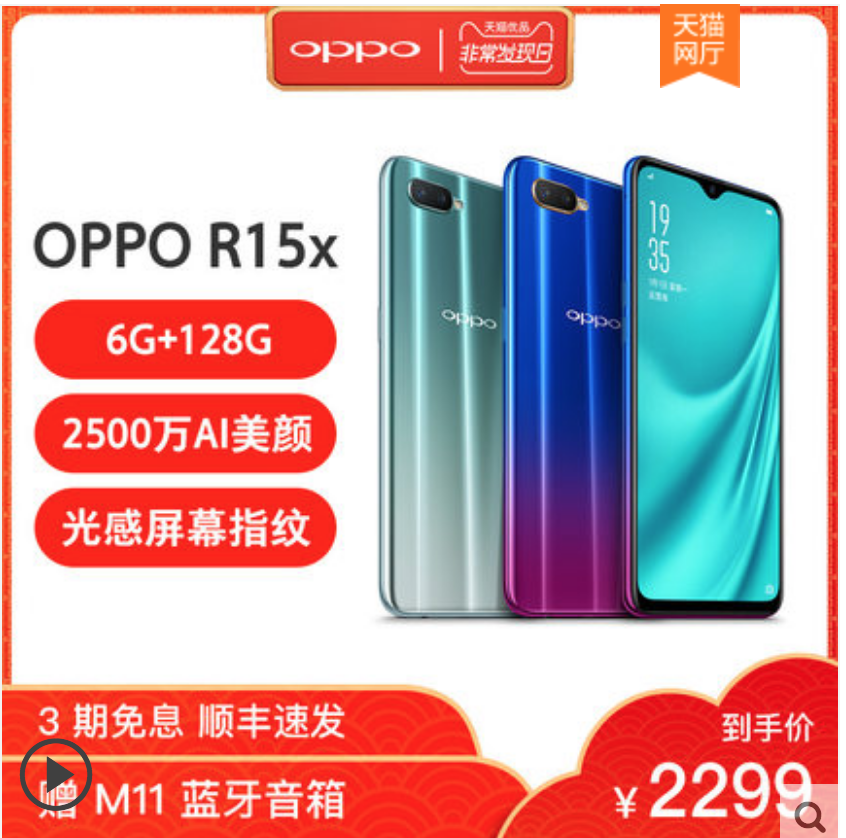 oppo
天猫优品
非常发现日
天猫
网厅
OPPO R15x
6G+128G
2500万AI美颜
光感屏幕指纹
oppo
oppo
19
35
3 期免息 顺丰速发
赠 M11 蓝牙音箱
到手价
¥2299